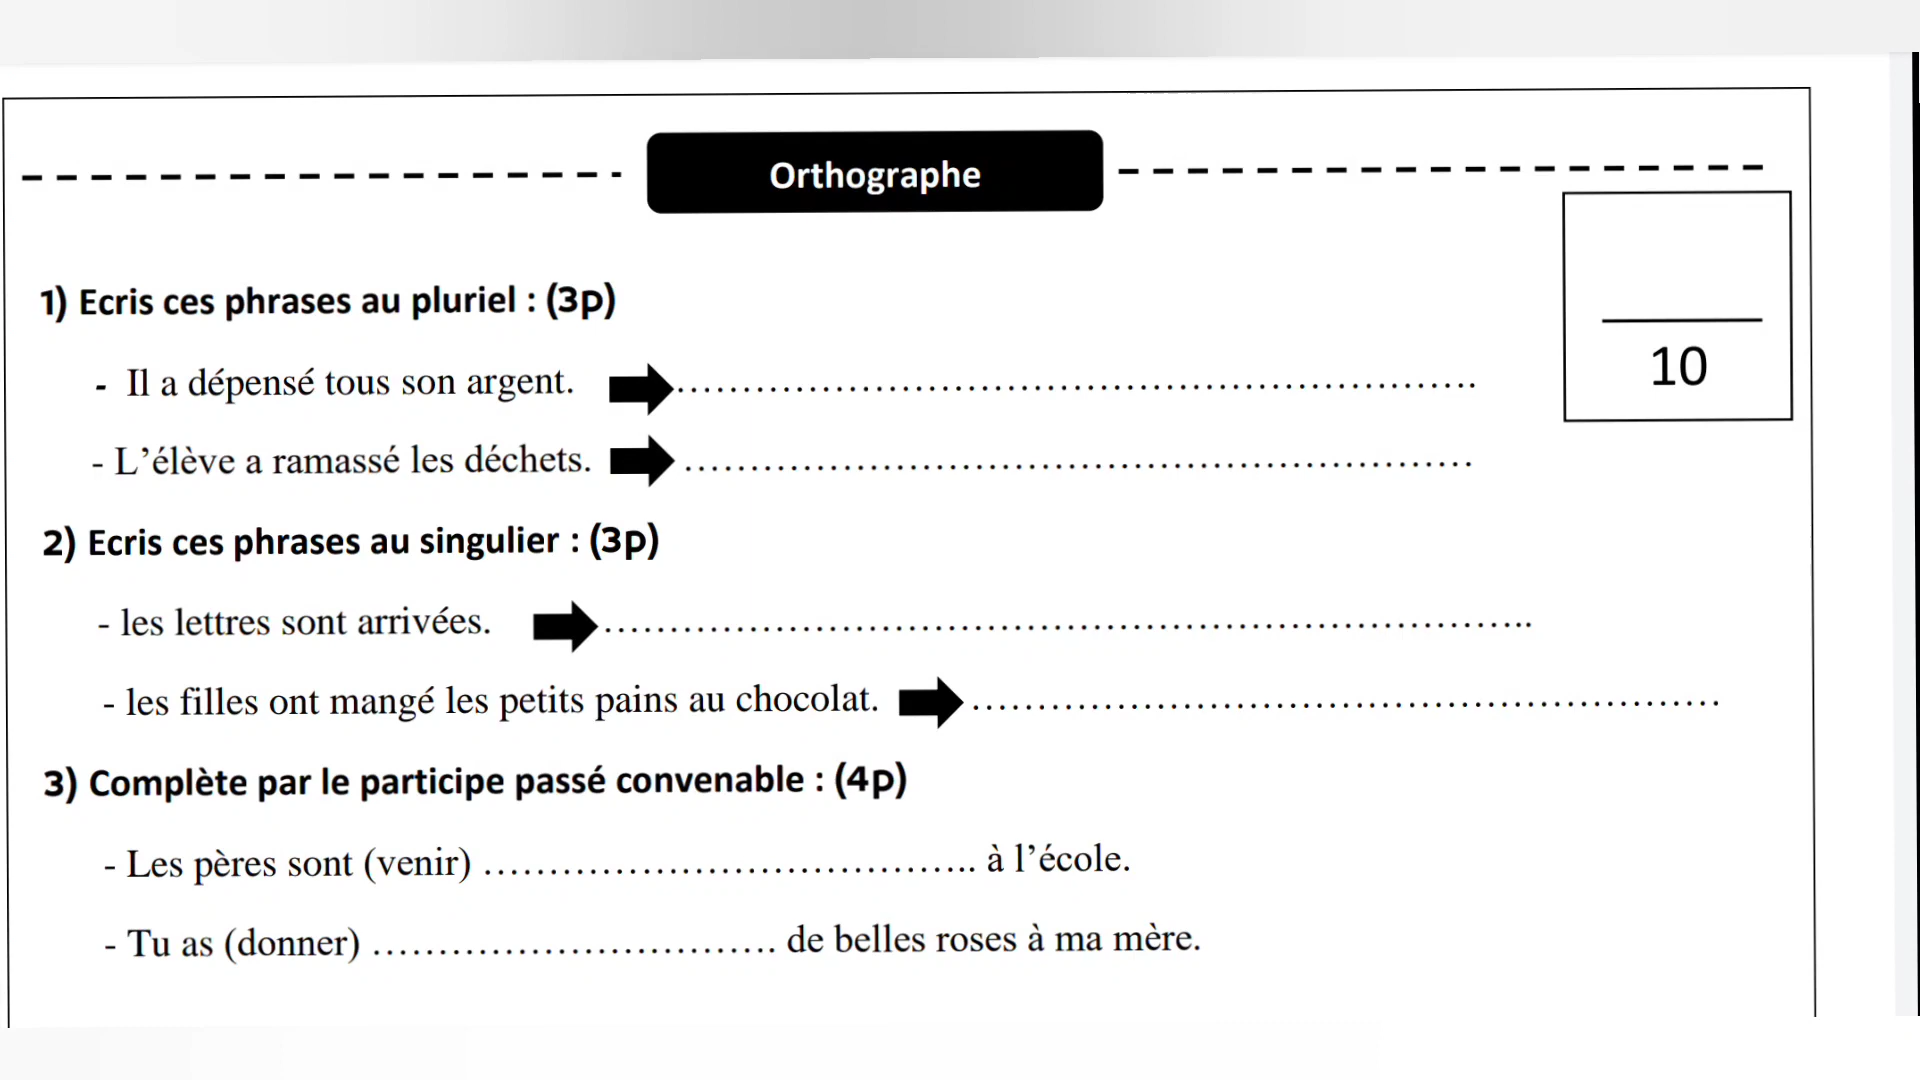 Orthographe
10
1) Ecris ces phrases au pluriel : (3p)
- Il a dépensé tous son argent. ……………………………………………………….
- L’élève a ramassé les déchets. ………………………………………………………
2) Ecris ces phrases au singulier : (3p)
- les lettres sont arrivées. ………………………………………………………………..
- les filles ont mangé les petits pains au chocolat. ……………………………………………………
3) Complète par le participe passé convenable : (4p)
- Les pères sont (venir) ……………………………….. à l’école.
- Tu as (donner) …………………………. de belles roses à ma mère.